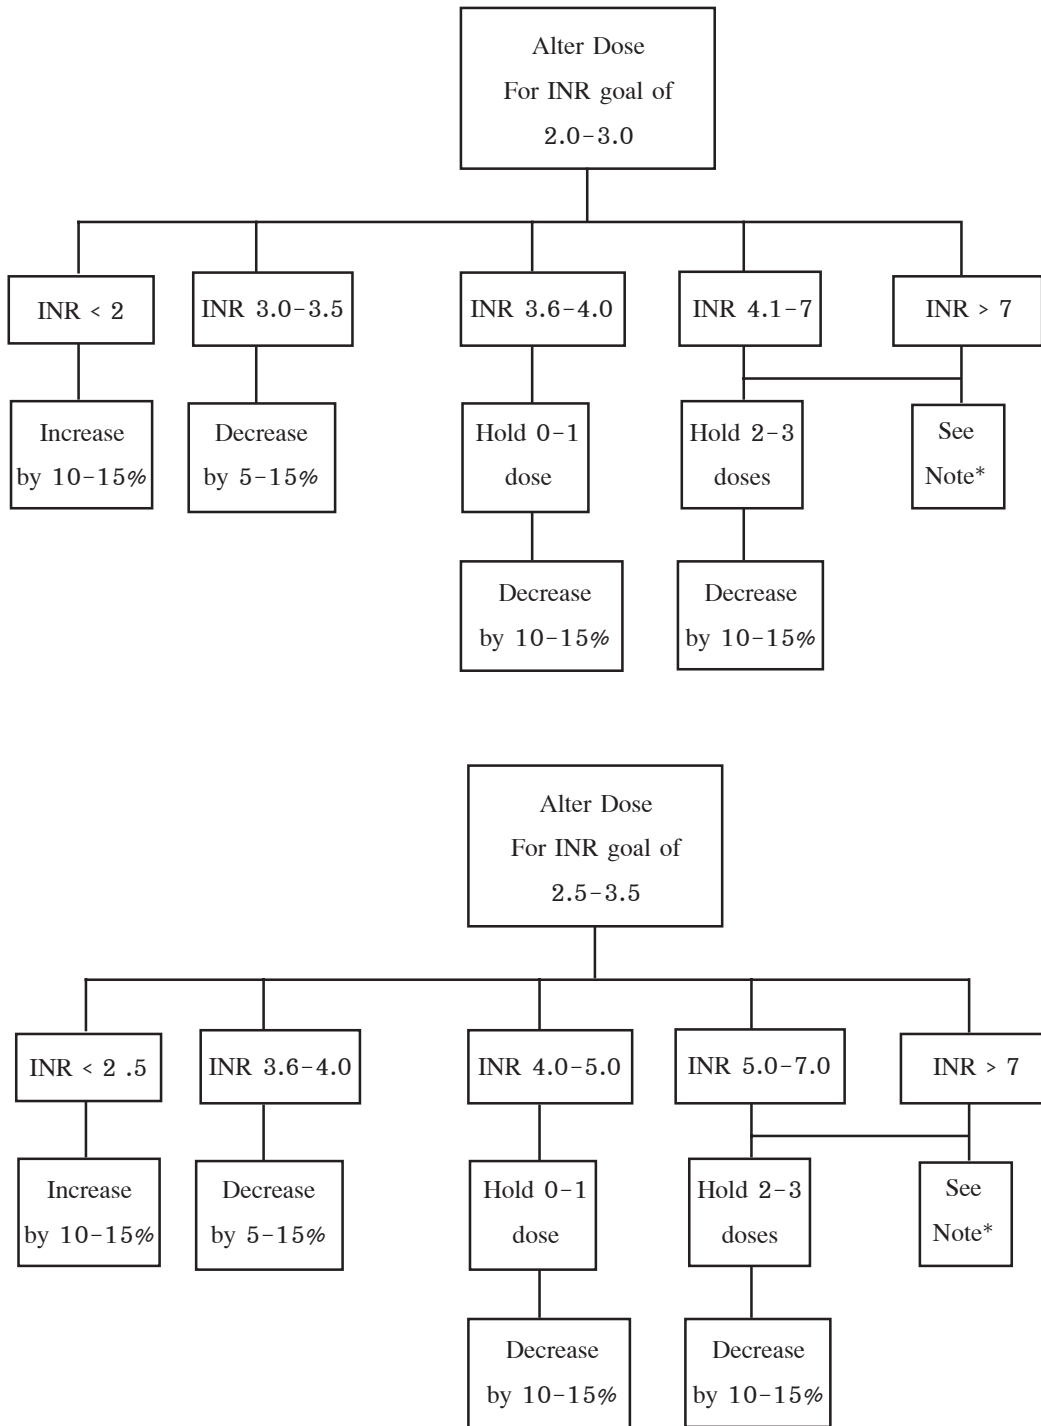 Alter Dose
For INR goal of
2.0-3.0
INR < 2
INR 3.0-3.5
INR 3.6-4.0
INR 4.1-7
INR > 7
Increase
by 10-15%
Decrease
by 5-15%
Hold 0-1
dose
Hold 2-3
doses
See
Note*
Decrease
by 10-15%
Decrease
by 10-15%
Alter Dose
For INR goal of
2.5-3.5
INR < 2 .5
INR 3.6-4.0
INR 4.0-5.0
INR 5.0-7.0
INR > 7
Increase
by 10-15%
Decrease
by 5-15%
Hold 0-1
dose
Hold 2-3
doses
See
Note*
Decrease
by 10-15%
Decrease
by 10-15%